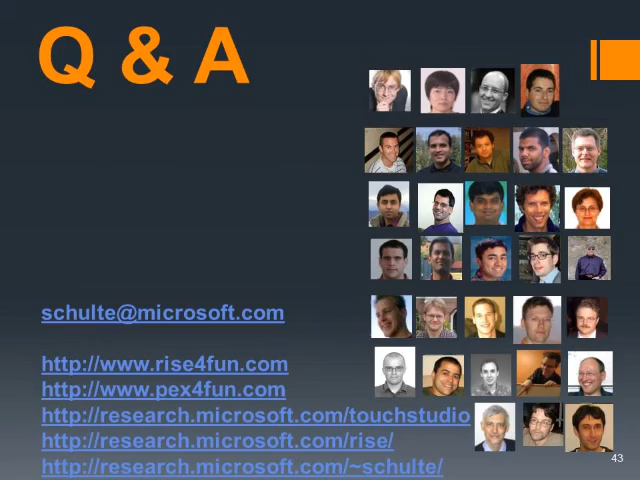 Q & A
schulte@microsoft.com
http://www.rise4fun.com
http://www.pex4fun.com
http://research.microsoft.com/touchstudio
http://research.microsoft.com/rise/
http://research.microsoft.com/~schulte/
43